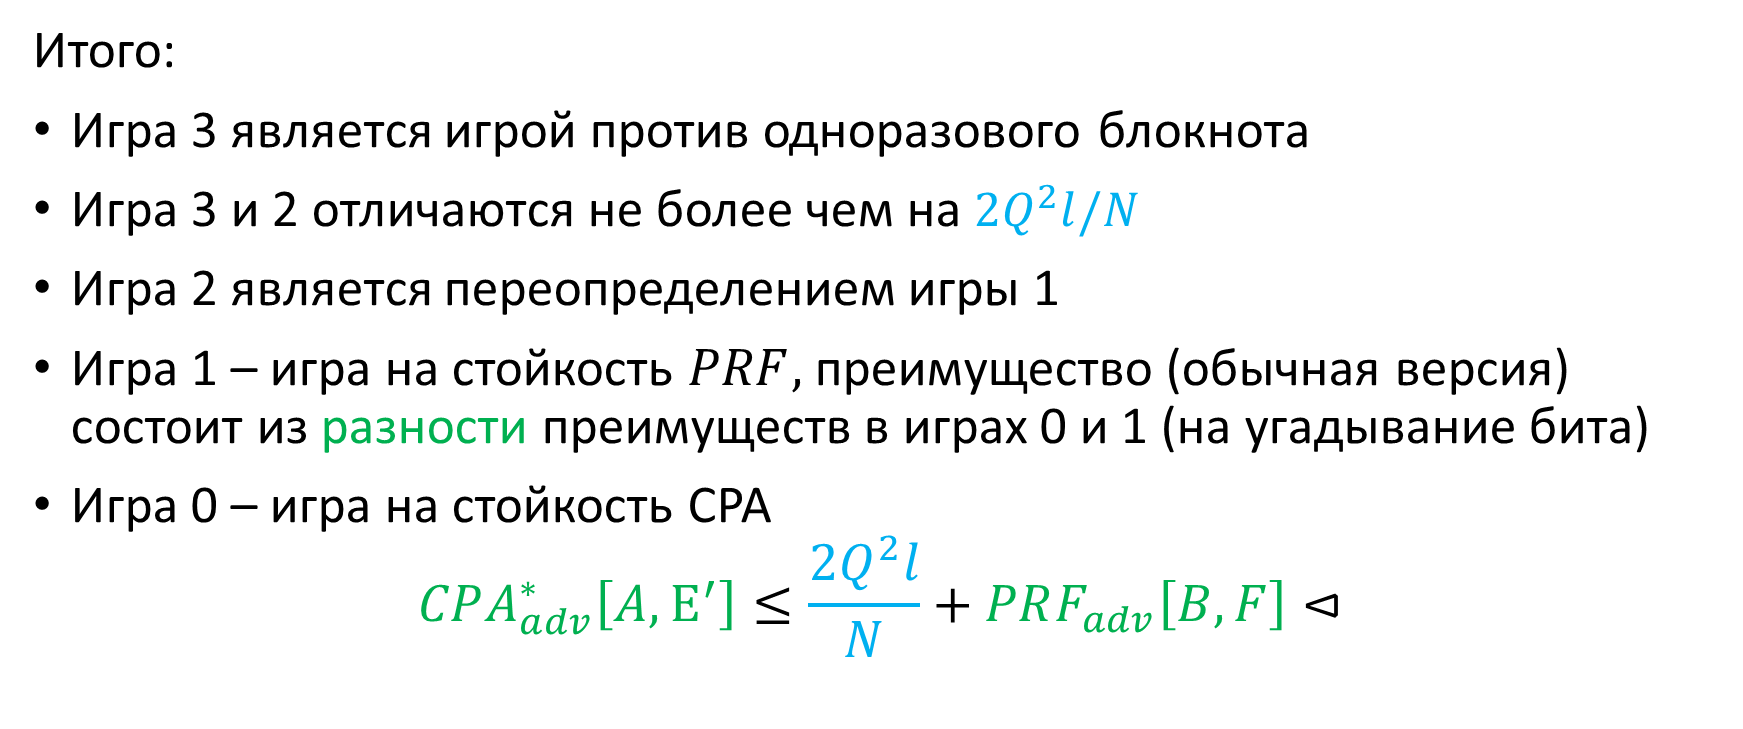 Итого:
• Игра 3 является игрой против одноразового блокнота
• Игра 3 и 2 отличаются не более чем на 2Q²l/N
• Игра 2 является переопределением игры 1
• Игра 1 – игра на стойкость PRF, преимущество (обычная версия)
состоит из разности преимуществ в играх 0 и 1 (на угадывание бита)
• Игра 0 – игра на стойкость CPA
CPA*adv[A, E′] ≤ 2Q²l/N + PRFadv[B, F] ⊲